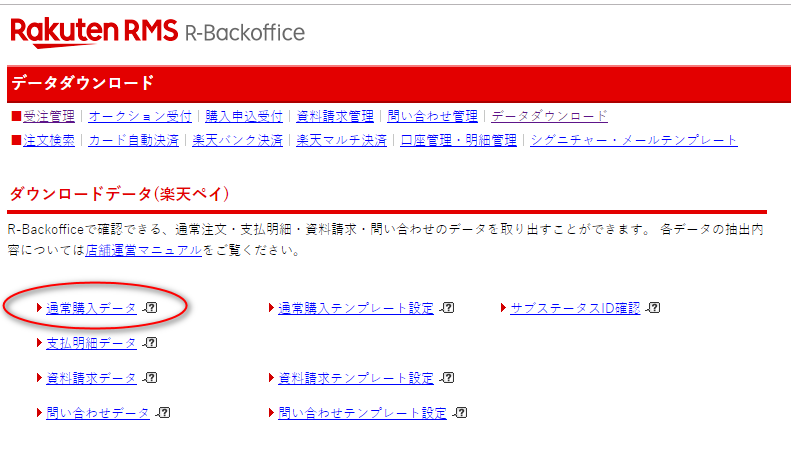 Rakuten RMS R-Backoffice
データダウンロード
■受注管理｜オークション受付｜購入申込受付｜資料請求管理｜問い合わせ管理｜データダウンロード
■注文検索｜カード自動決済｜楽天バンク決済｜楽天マルチ決済｜口座管理・明細管理｜シグニチャー・メールテンプレート
ダウンロードデータ(楽天ペイ)
R-Backofficeで確認できる、通常注文・支払明細・資料請求・問い合わせのデータを取り出すことができます。 各データの抽出内
容については店舗運営マニュアルをご覧ください。
通常購入データ ? 通常購入テンプレート設定 ? サブステータスID確認 ?
支払明細データ ?
資料請求データ ? 資料請求テンプレート設定 ?
問い合わせデータ ? 問い合わせテンプレート設定 ?